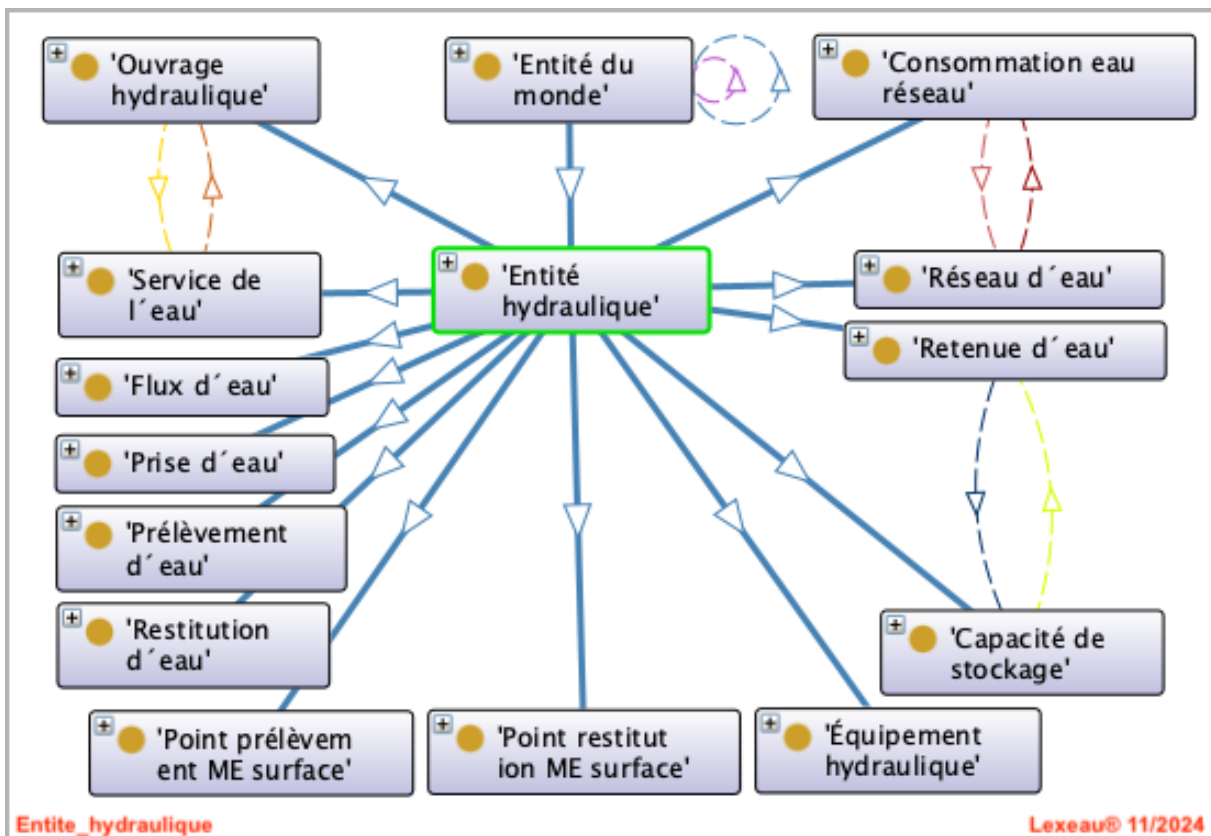 'Ouvrage
hydraulique'
'Entité du
monde'
'Consommation eau
réseau'
'Service de
l´eau'
'Entité
hydraulique'
'Réseau d´eau'
'Retenue d´eau'
'Flux d´eau'
'Prise d´eau'
'Prélèvement
d´eau'
'Restitution
d´eau'
'Capacité de
stockage'
'Point prélèvem
ent ME surface'
'Point restitut
ion ME surface'
'Équipement
hydraulique'
Entite_hydraulique
Lexeau® 11/2024